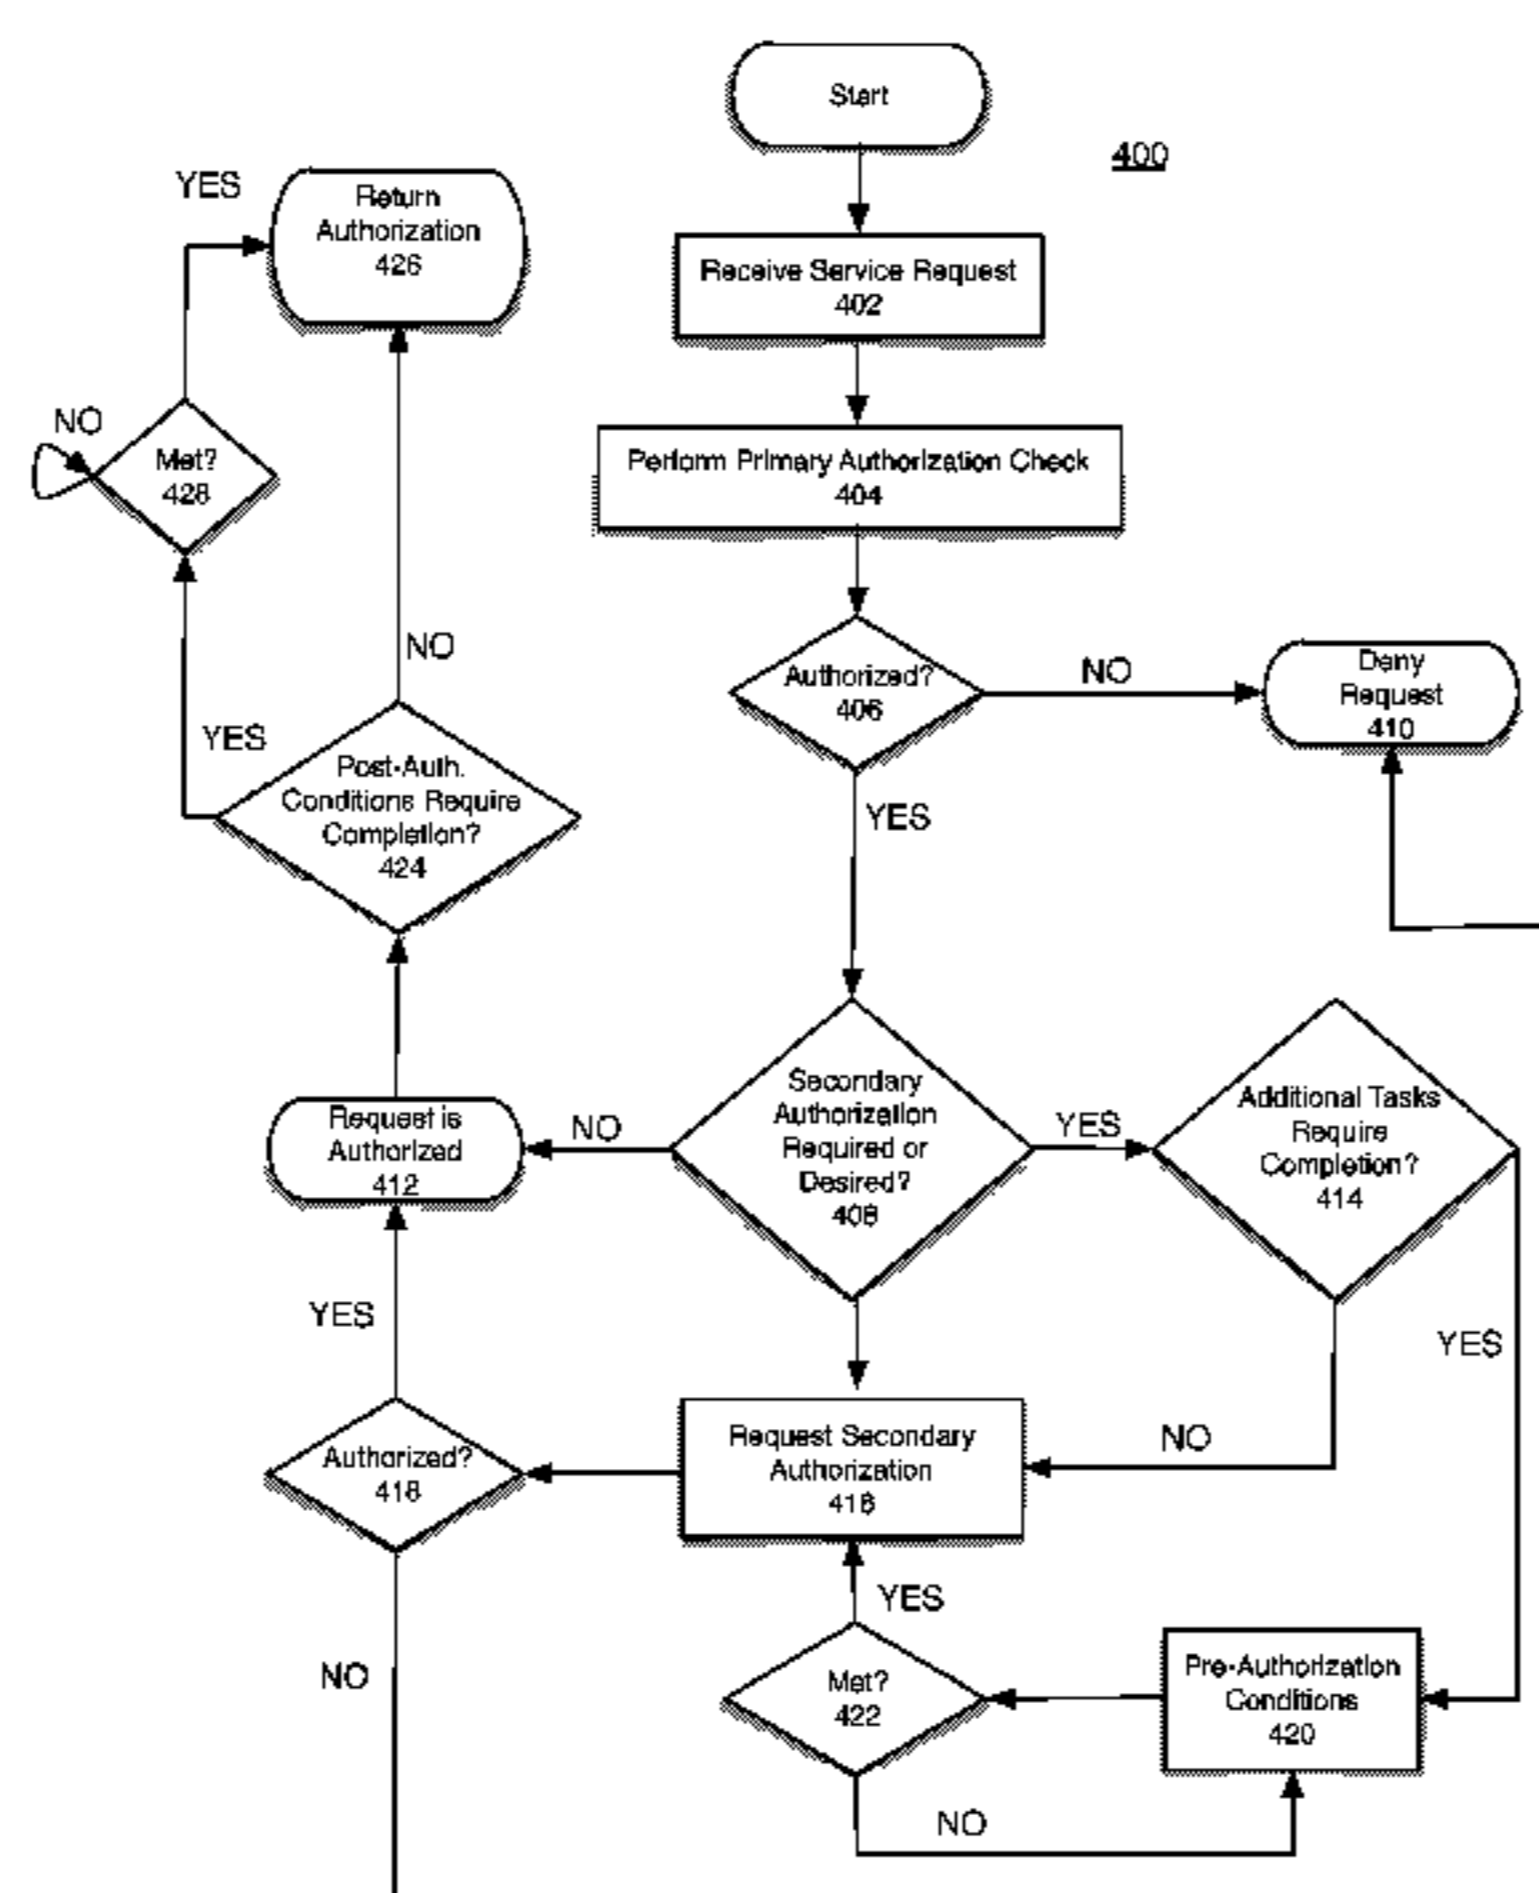 Start
400
Receive Service Request
402
Perform Primary Authorization Check
404
Authorized?
406
NO
Deny
Request
410
YES
Secondary
Authorization
Required or
Desired?
408
YES
Additional Tasks
Require
Completion?
414
NO
Request is
Authorized
412
YES
NO
Request Secondary
Authorization
416
Authorized?
418
YES
NO
YES
Met?
422
Pre-Authorization
Conditions
420
NO
Post-Auth.
Conditions Require
Completion?
424
YES
NO
Met?
428
NO
YES
Return
Authorization
426